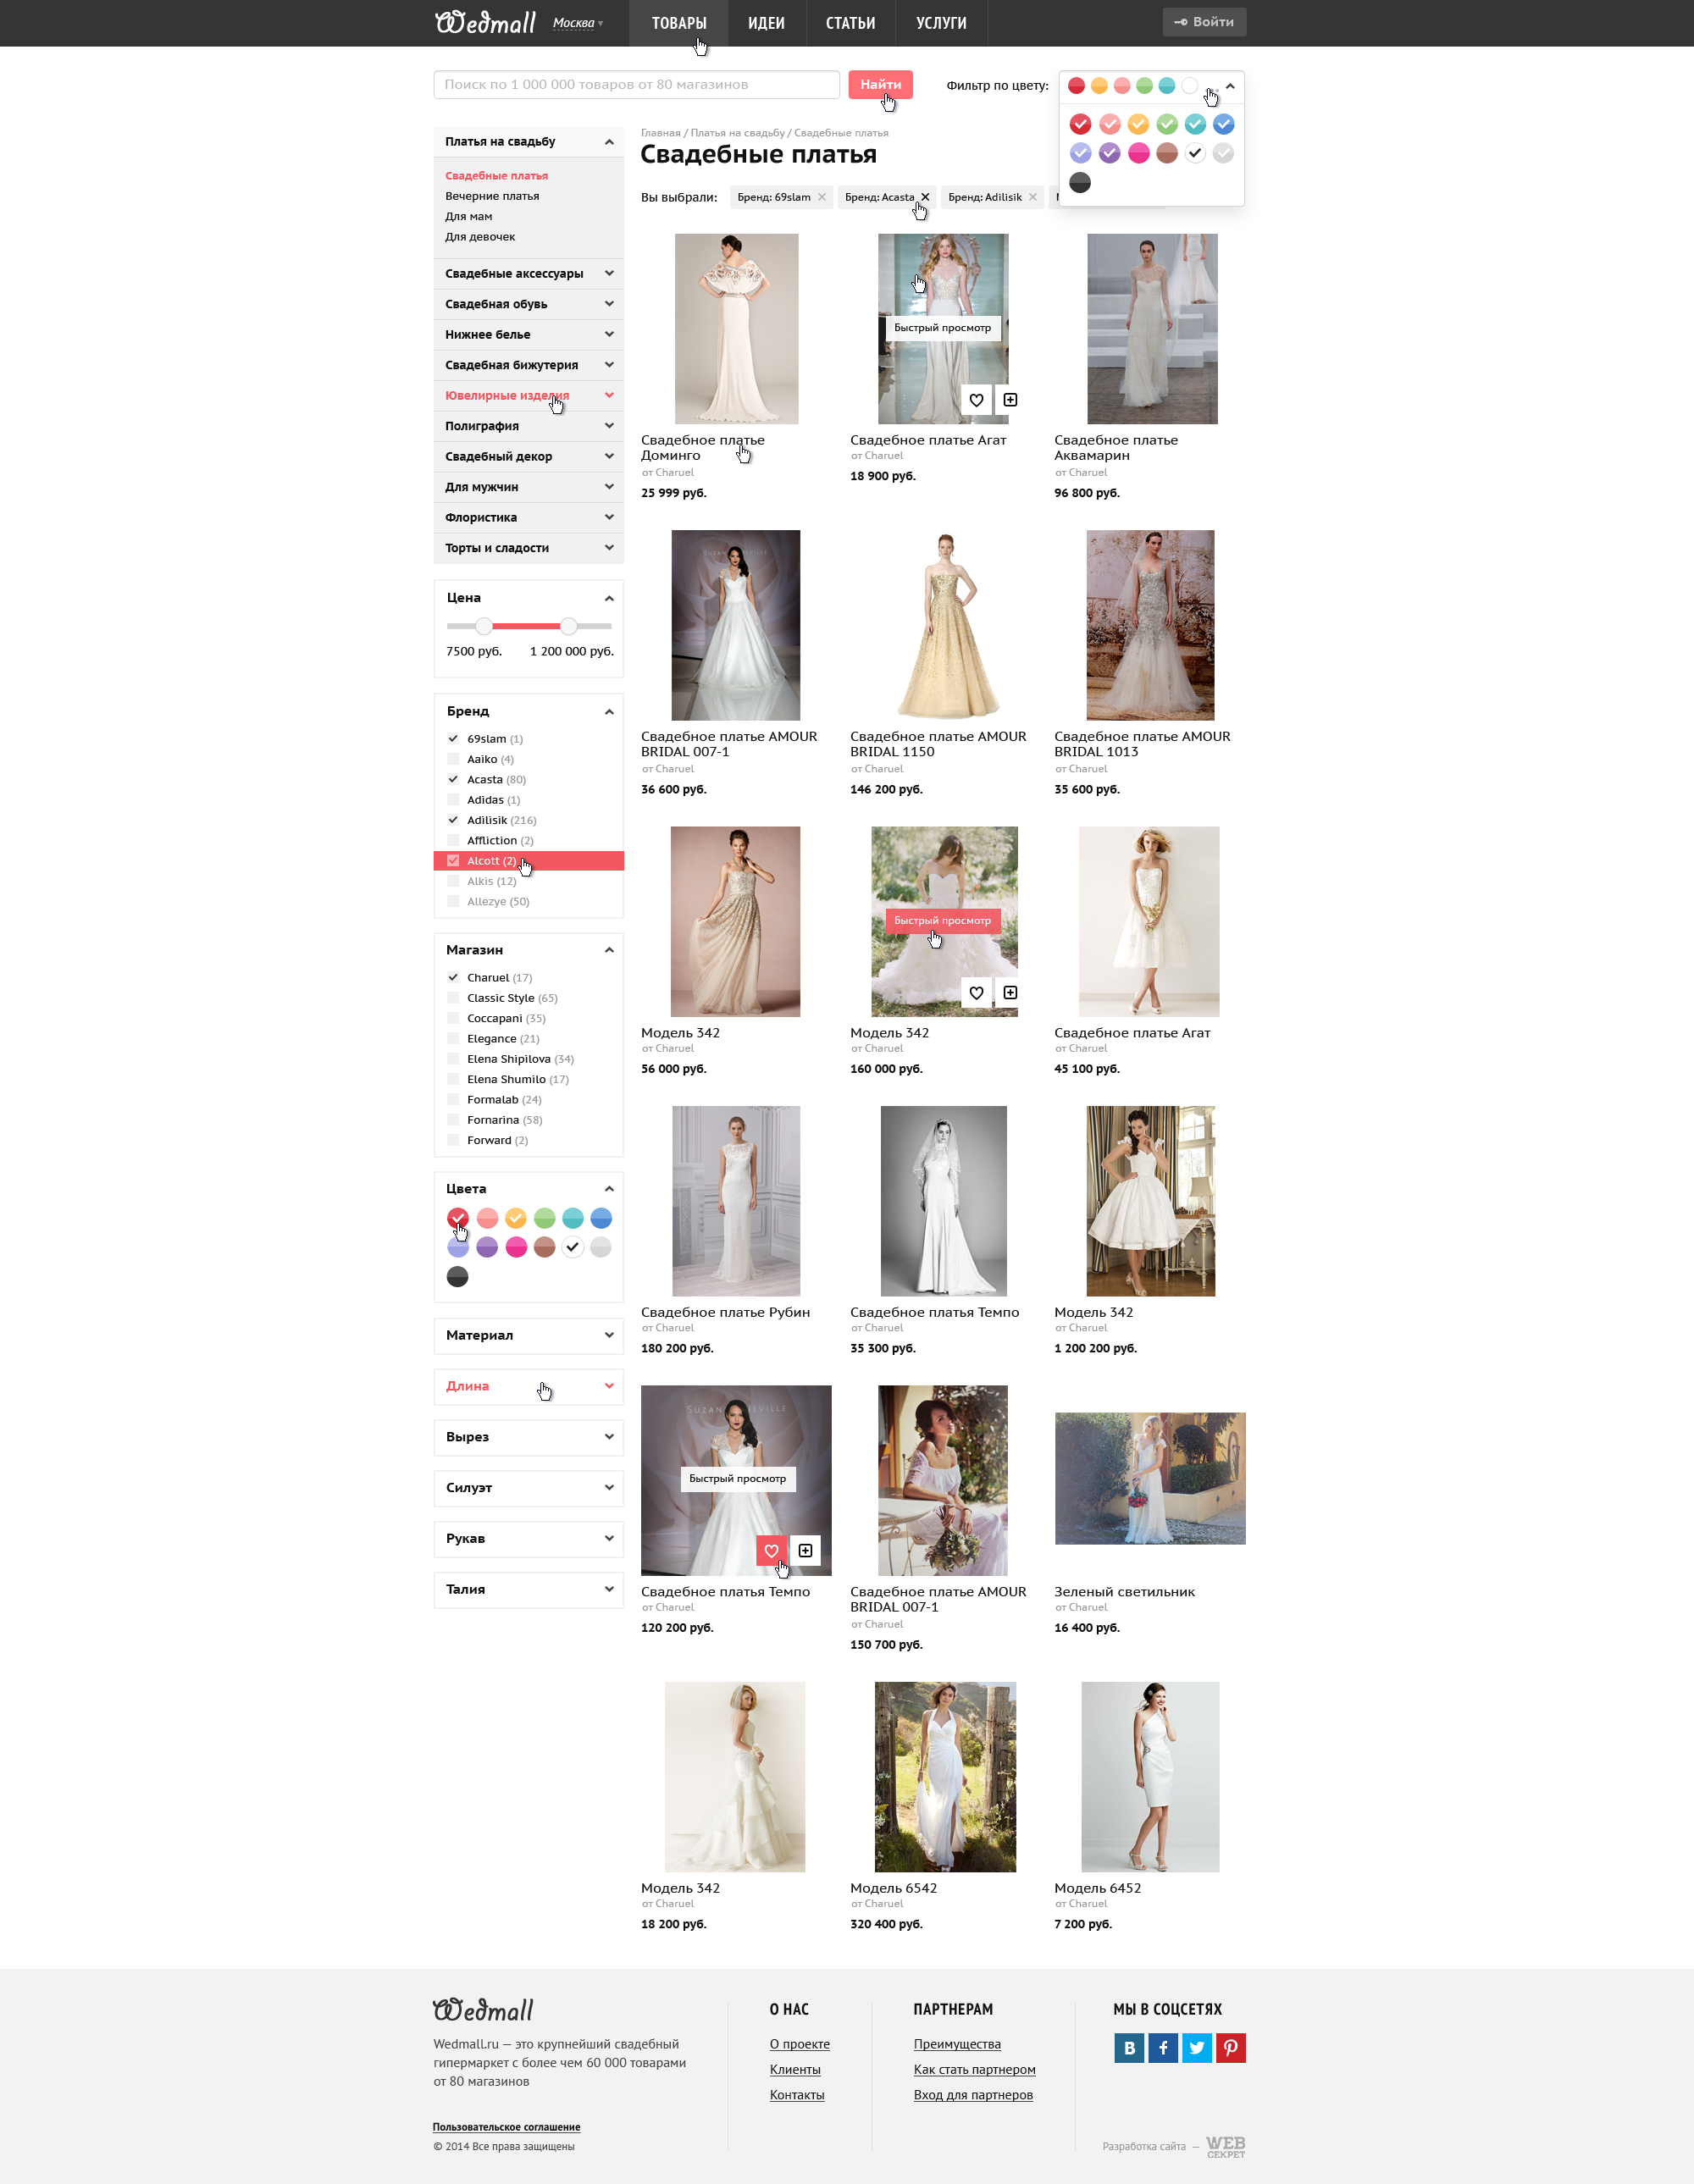 Wedmall
Москва
ТОВАРЫ
ИДЕИ
СТАТЬИ
УСЛУГИ
Войти
Поиск по 1 000 000 товаров от 80 магазинов
Найти
Фильтр по цвету:
Платья на свадьбу
Свадебные платья
Вечерние платья
Для мам
Для девочек
Свадебные аксессуары
Свадебная обувь
Нижнее белье
Свадебная бижутерия
Ювелирные изделия
Полиграфия
Свадебный декор
Для мужчин
Флористика
Торты и сладости
Цена
7500 руб.
1 200 000 руб.
Бренд
69slam (1)
Aaiko (4)
Acasta (80)
Adidas (1)
Adilisik (216)
Affliction (2)
Alcott (2)
Alkis (12)
Allezye (50)
Магазин
Charuel (17)
Classic Style (65)
Coccapani (35)
Elegance (21)
Elena Shipilova (34)
Elena Shumilo (17)
Formalab (24)
Fornarina (58)
Forward (2)
Цвета
Материал
Длина
Вырез
Силуэт
Рукав
Талия
Главная / Платья на свадьбу / Свадебные платья
Свадебные платья
Вы выбрали:
Бренд: 69slam
Бренд: Acasta
Бренд: Adilisik
Быстрый просмотр
Свадебное платье
Доминго
от Charuel
25 999 руб.
Свадебное платье Агат
от Charuel
18 900 руб.
Свадебное платье
Аквамарин
от Charuel
96 800 руб.
Свадебное платье AMOUR
BRIDAL 007-1
от Charuel
36 600 руб.
Свадебное платье AMOUR
BRIDAL 1150
от Charuel
146 200 руб.
Свадебное платье AMOUR
BRIDAL 1013
от Charuel
35 600 руб.
Быстрый просмотр
Модель 342
от Charuel
56 000 руб.
Модель 342
от Charuel
160 000 руб.
Свадебное платье Агат
от Charuel
45 100 руб.
Свадебное платье Рубин
от Charuel
180 200 руб.
Свадебное платья Темпо
от Charuel
35 300 руб.
Модель 342
от Charuel
1 200 200 руб.
Быстрый просмотр
Свадебное платья Темпо
от Charuel
120 200 руб.
Свадебное платье AMOUR
BRIDAL 007-1
от Charuel
150 700 руб.
Зеленый светильник
от Charuel
16 400 руб.
Модель 342
от Charuel
18 200 руб.
Модель 6542
от Charuel
320 400 руб.
Модель 6452
от Charuel
7 200 руб.
Wedmall
Wedmall.ru — это крупнейший свадебный
гипермаркет с более чем 60 000 товарами
от 80 магазинов
Пользовательское соглашение
© 2014 Все права защищены
О НАС
О проекте
Клиенты
Контакты
ПАРТНЕРАМ
Преимущества
Как стать партнером
Вход для партнеров
МЫ В СОЦСЕТЯХ
Разработка сайта —
WEB
СЕКРЕТ